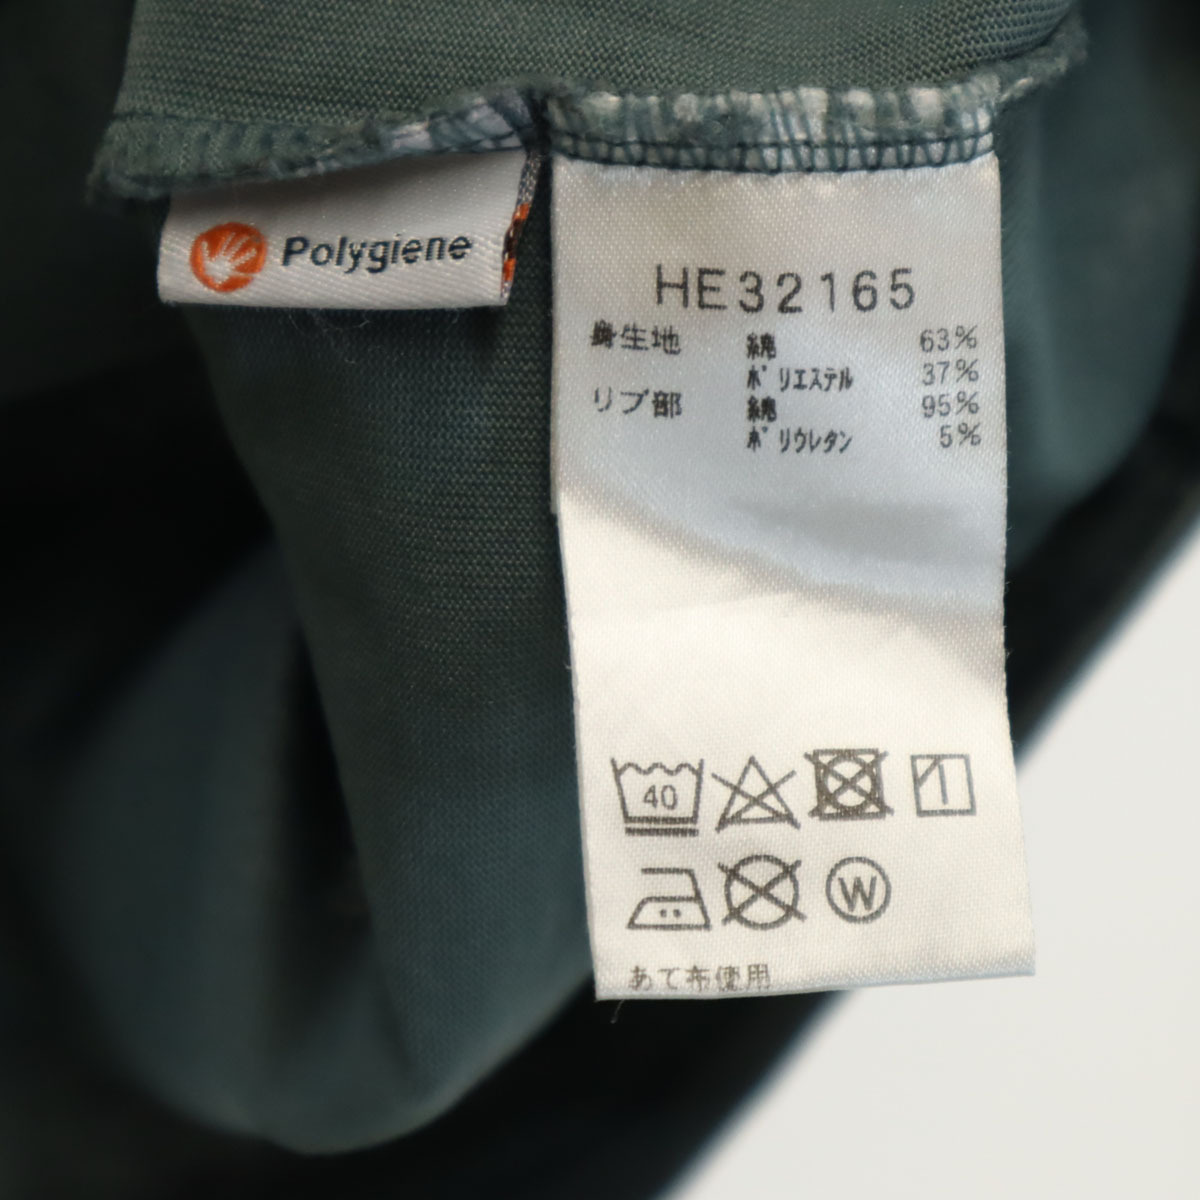 Polygiene
HE32165
身生地 綿 63%
ポリエステル 37%
リブ部 綿 95%
ポリウレタン 5%
40
W
あて布使用